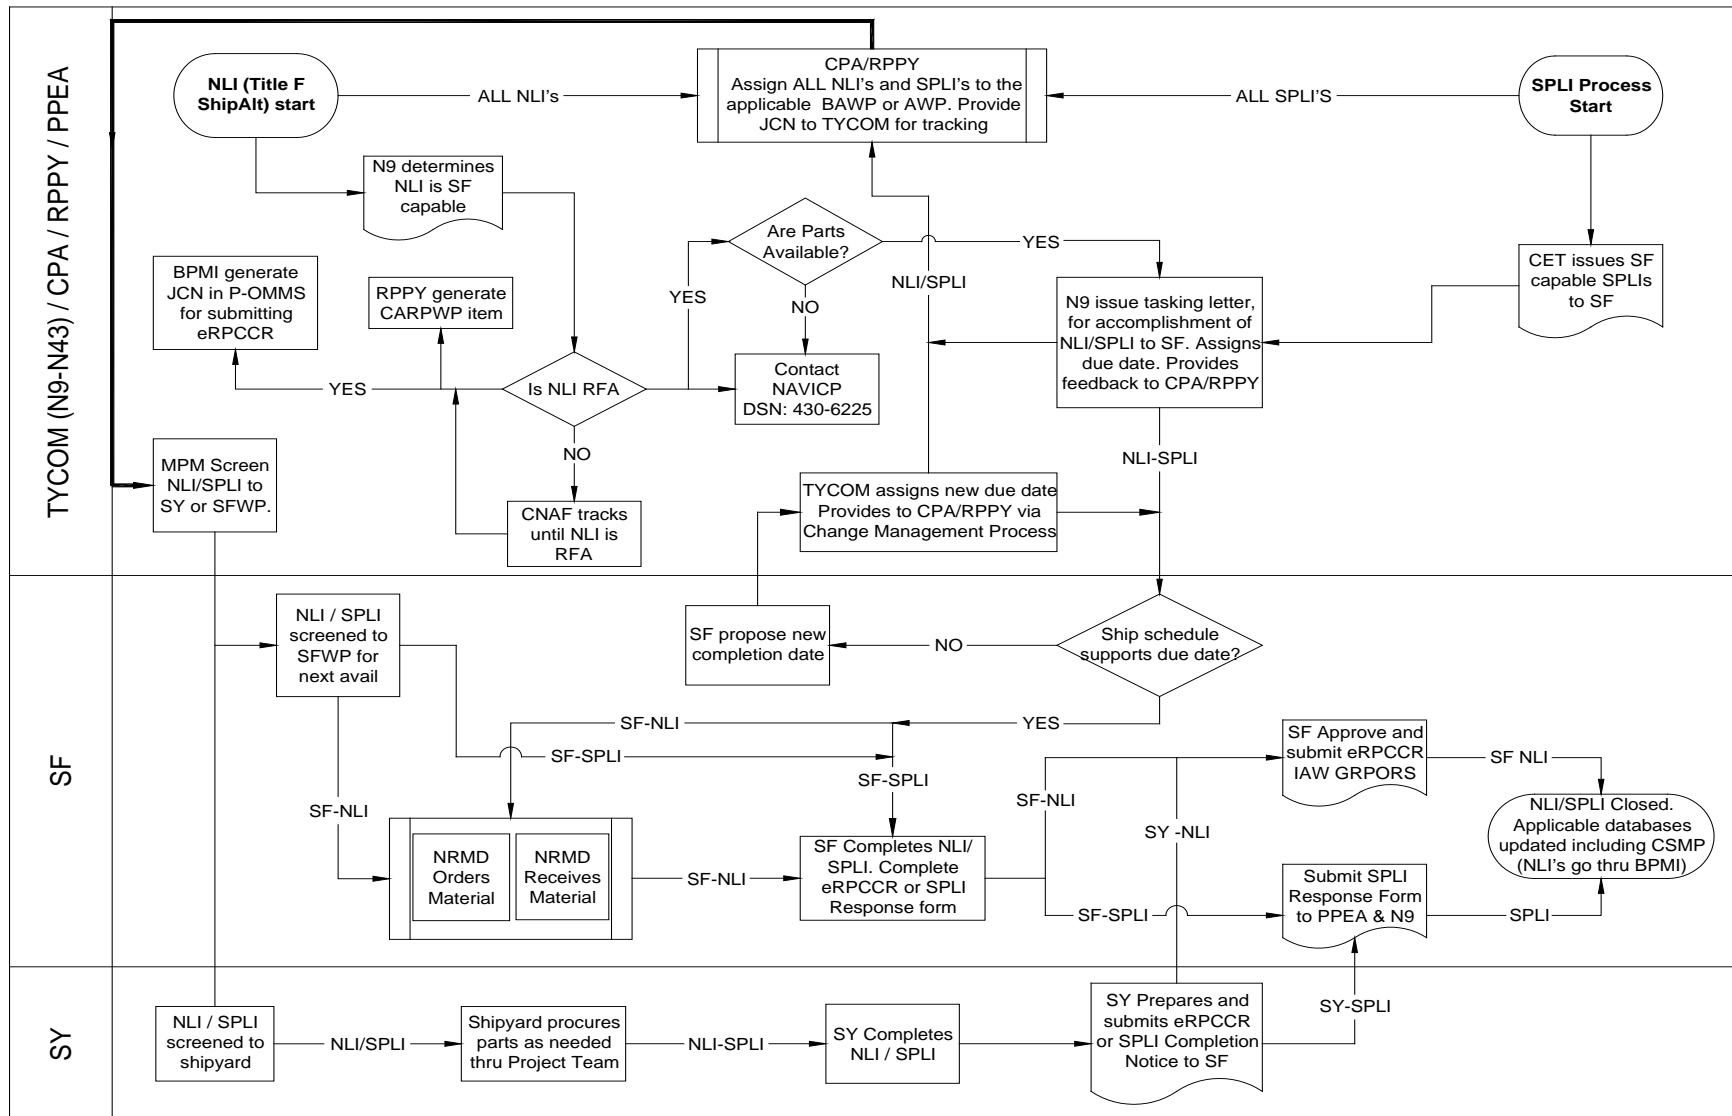 TYCOM (N9-N43) / CPA / RPPY / PPEA
NLI (Title F
ShipAlt) start
ALL NLI's
CPA/RPPY
Assign ALL NLI's and SPLI's to the
applicable BAWP or AWP. Provide
JCN to TYCOM for tracking
ALL SPLI'S
SPLI Process
Start
N9 determines
NLI is SF
capable
Are Parts
Available?
YES
NO
YES
NLI/SPLI
CET issues SF
capable SPLIs
to SF
BPMI generate
JCN in P-OMMS
for submitting
eRPCCR
RPPY generate
CARPWP item
N9 issue tasking letter,
for accomplishment of
NLI/SPLI to SF. Assigns
due date. Provides
feedback to CPA/RPPY
YES
Is NLI RFA
Contact
NAVICP
DSN: 430-6225
NO
NLI-SPLI
MPM Screen
NLI/SPLI to
SY or SFWP.
CNAF tracks
until NLI is
RFA
TYCOM assigns new due date
Provides to CPA/RPPY via
Change Management Process
SF
NLI / SPLI
screened to
SFWP for
next avail
SF propose new
completion date
NO
Ship schedule
supports due date?
SF-NLI
YES
SF-SPLI
SF-SPLI
SF-NLI
NRMD
Orders
Material
NRMD
Receives
Material
SF-NLI
SF Completes NLI/
SPLI. Complete
eRPCCR or SPLI
Response form
SF-NLI
SY -NLI
SF-SPLI
SF Approve and
submit eRPCCR
IAW GRPORS
SF NLI
NLI/SPLI Closed.
Applicable databases
updated including CSMP
(NLI's go thru BPMI)
Submit SPLI
Response Form
to PPEA & N9
SPLI
SY
NLI / SPLI
screened to
shipyard
NLI/SPLI
Shipyard procures
parts as needed
thru Project Team
NLI-SPLI
SY Completes
NLI / SPLI
SY Prepares and
submits eRPCCR
or SPLI Completion
Notice to SF
SY-SPLI